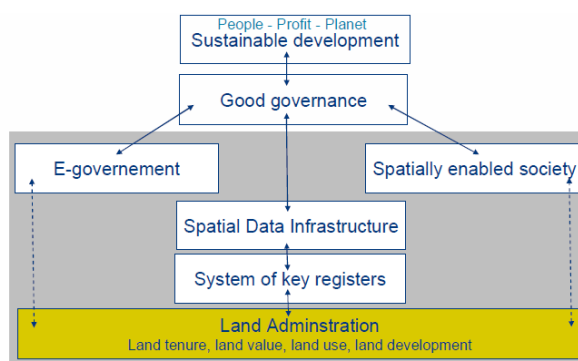 People - Profit - Planet
Sustainable development
Good governance
E-governement
Spatially enabled society
Spatial Data Infrastructure
System of key registers
Land Adminstration
Land tenure, land value, land use, land development